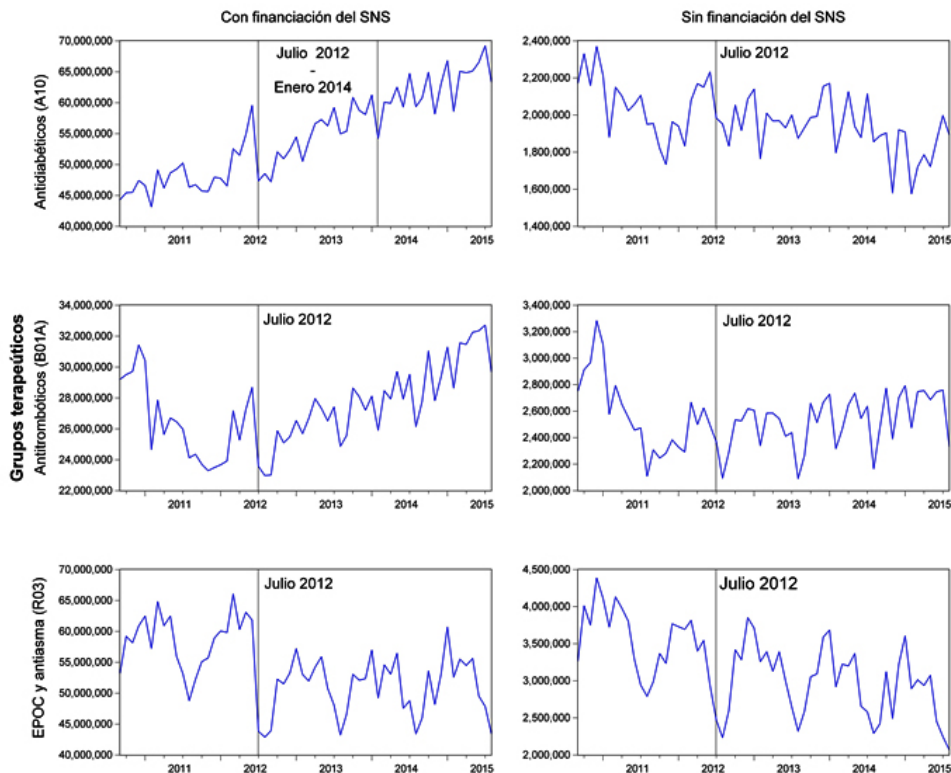 Con financiación del SNS
Sin financiación del SNS
Grupos terapeúticos
Antidiabéticos (A10)
70,000,000
65,000,000
60,000,000
55,000,000
50,000,000
45,000,000
40,000,000
Julio 2012
-
Enero 2014
2011 2012 2013 2014 2015
2,400,000
2,200,000
2,000,000
1,800,000
1,600,000
1,400,000
Julio 2012
2011 2012 2013 2014 2015
Antitrombóticos (B01A)
34,000,000
32,000,000
30,000,000
28,000,000
26,000,000
24,000,000
22,000,000
Julio 2012
2011 2012 2013 2014 2015
3,400,000
3,200,000
3,000,000
2,800,000
2,600,000
2,400,000
2,200,000
2,000,000
Julio 2012
2011 2012 2013 2014 2015
EPOC y antiasma (R03)
70,000,000
65,000,000
60,000,000
55,000,000
50,000,000
45,000,000
40,000,000
Julio 2012
2011 2012 2013 2014 2015
4,500,000
4,000,000
3,500,000
3,000,000
2,500,000
2,000,000
Julio 2012
2011 2012 2013 2014 2015